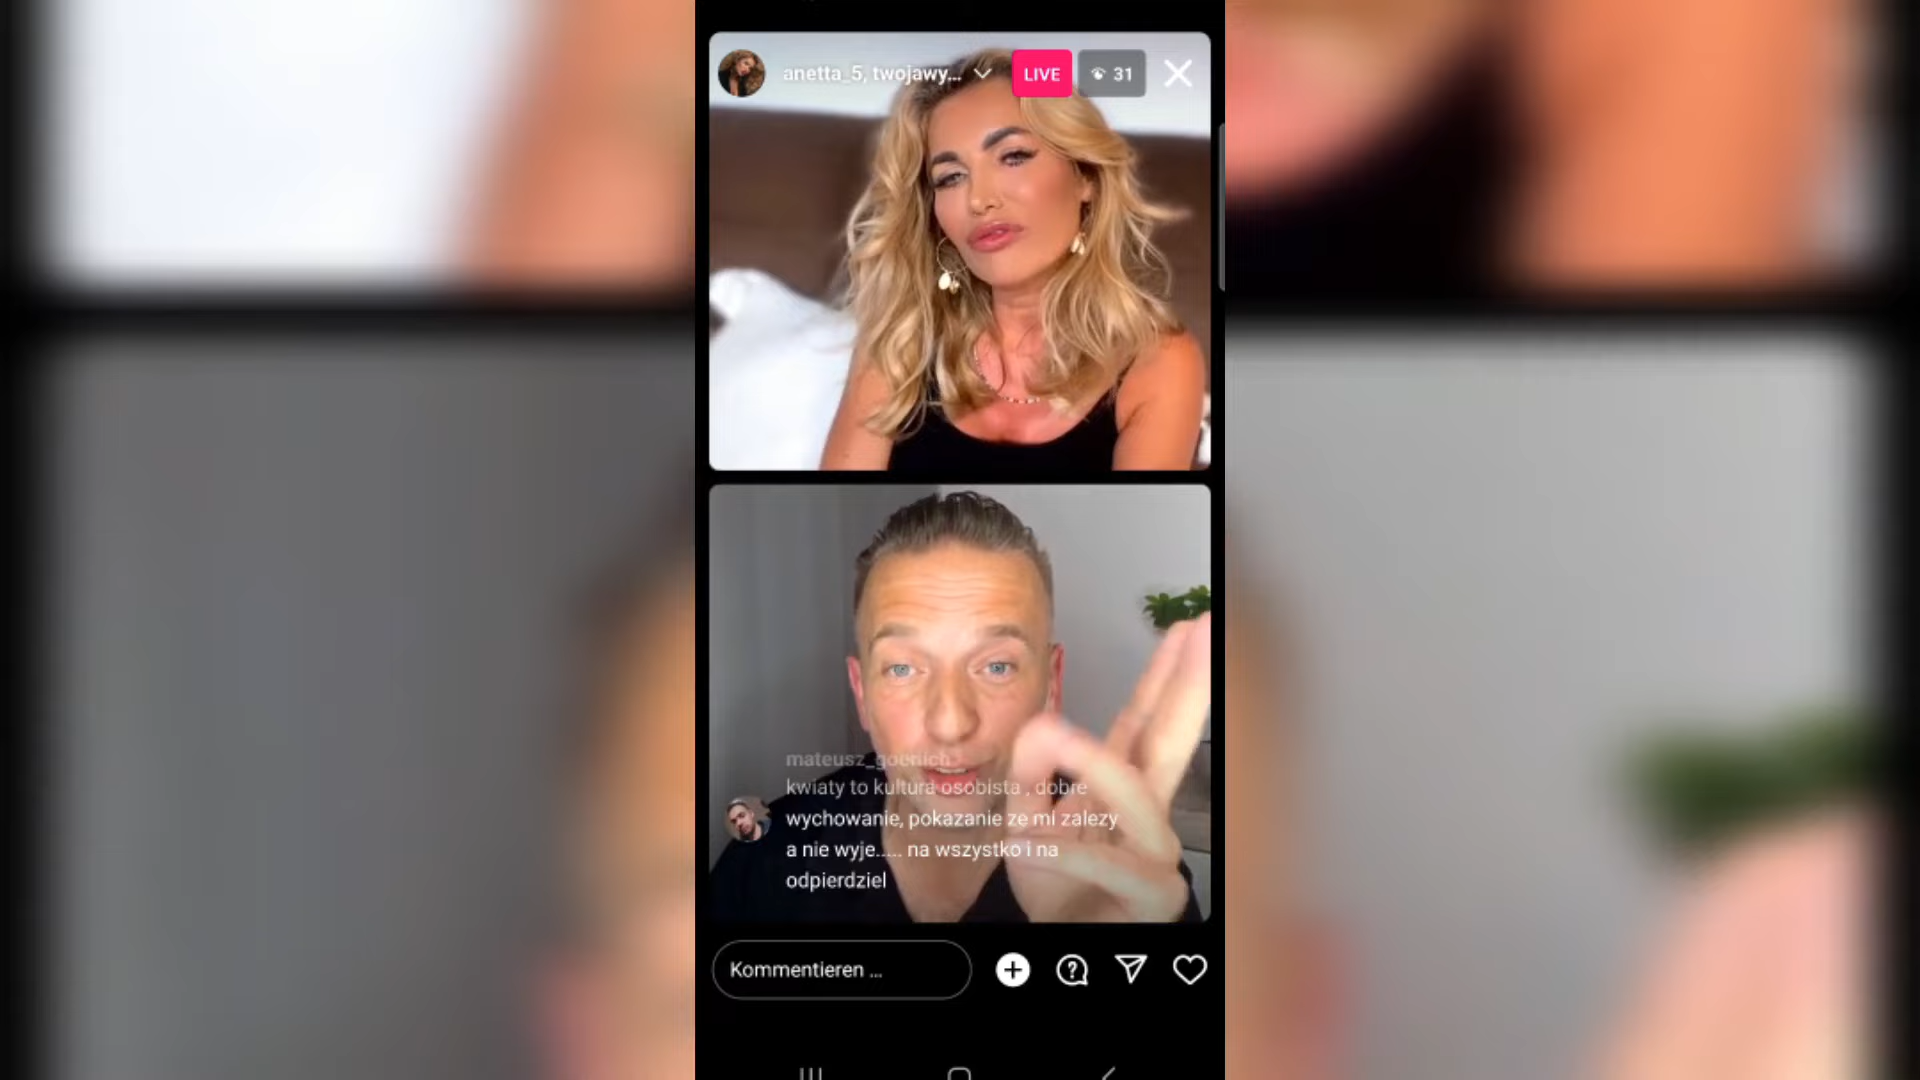 anetta_5, twojawy...
LIVE
31
mateusz_goenich
kwiaty to kultura osobista , dobre
wychowanie, pokazanie ze mi zalezy
a nie wyje..... na wszystko i na
odpierdziel
Kommentieren ...